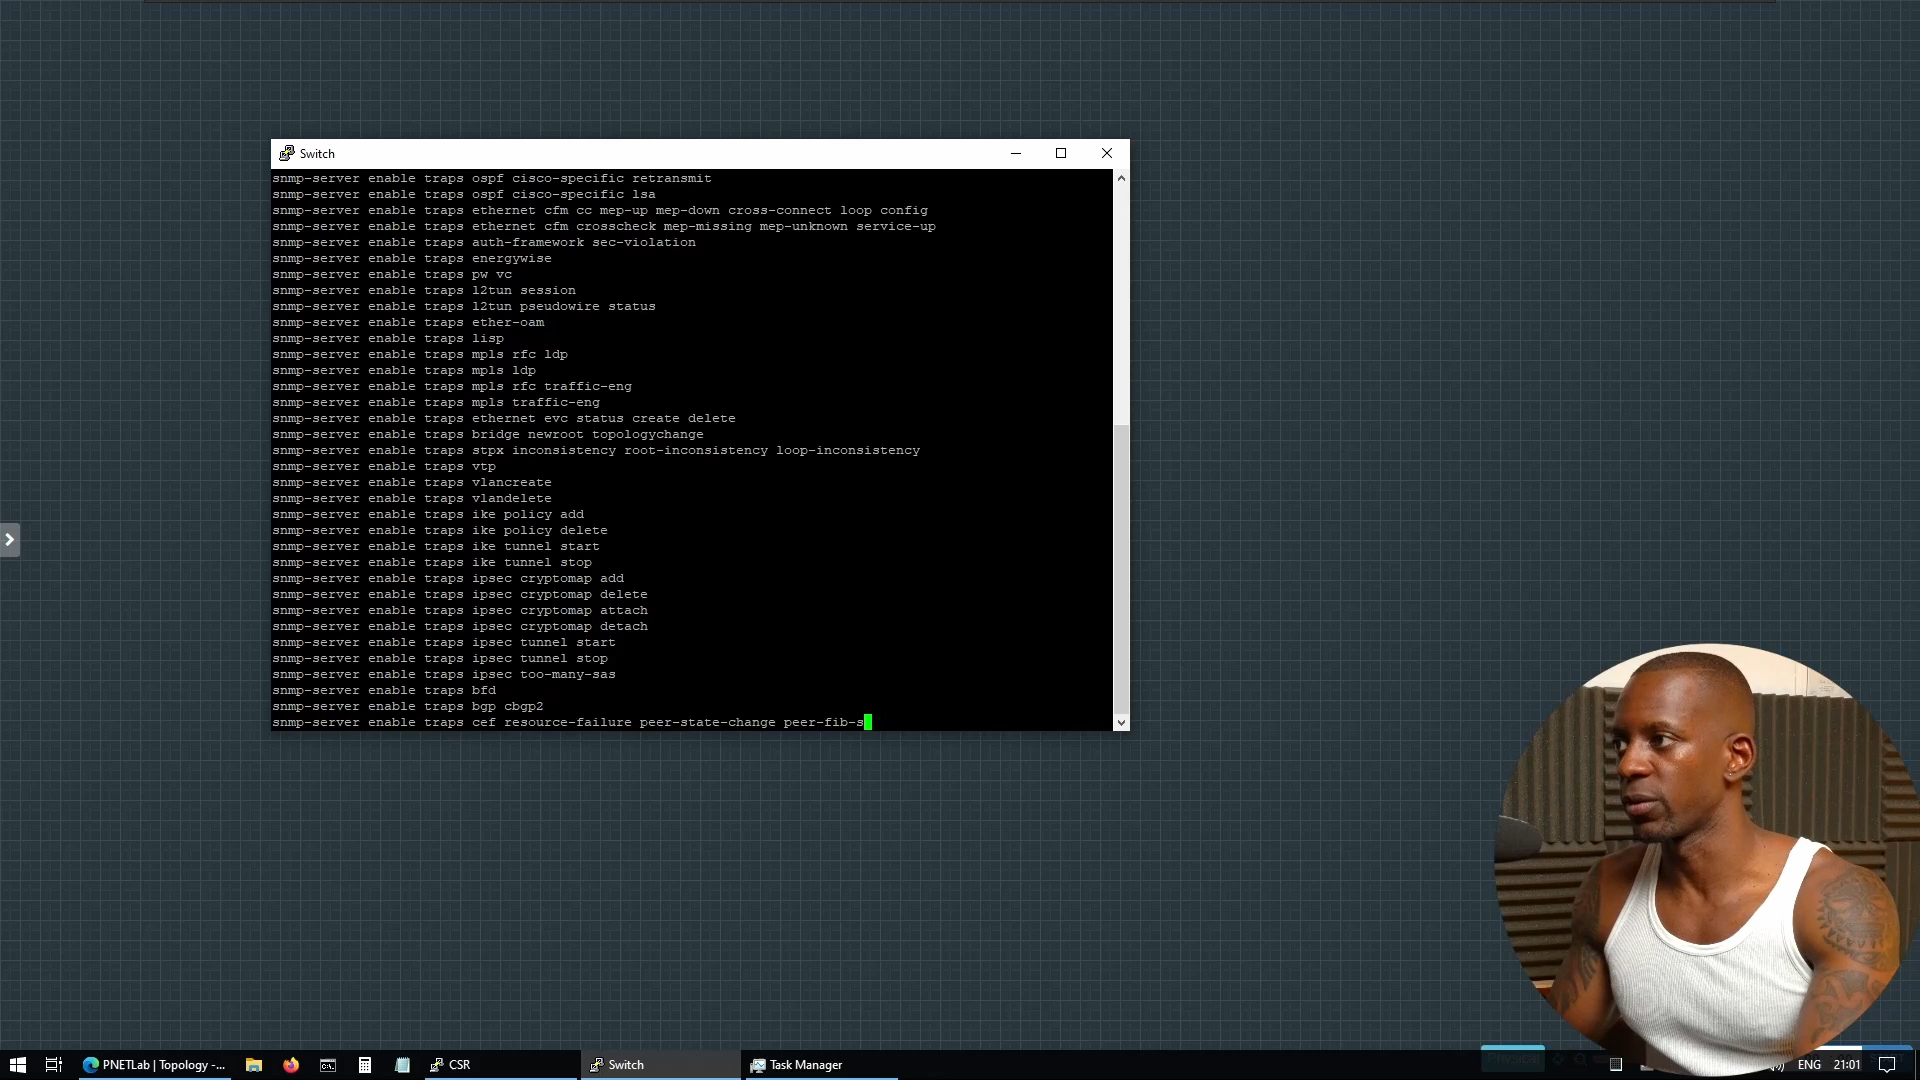 Switch
snmp-server enable traps ospf cisco-specific retransmit
snmp-server enable traps ospf cisco-specific lsa
snmp-server enable traps ethernet cfm cc mep-up mep-down cross-connect loop config
snmp-server enable traps ethernet cfm crosscheck mep-missing mep-unknown service-up
snmp-server enable traps auth-framework sec-violation
snmp-server enable traps energywise
snmp-server enable traps pw vc
snmp-server enable traps l2tun session
snmp-server enable traps l2tun pseudowire status
snmp-server enable traps ether-oam
snmp-server enable traps lisp
snmp-server enable traps mpls rfc ldp
snmp-server enable traps mpls ldp
snmp-server enable traps mpls rfc traffic-eng
snmp-server enable traps mpls traffic-eng
snmp-server enable traps ethernet evc status create delete
snmp-server enable traps bridge newroot topologychange
snmp-server enable traps stpx inconsistency root-inconsistency loop-inconsistency
snmp-server enable traps vtp
snmp-server enable traps vlancreate
snmp-server enable traps vlandelete
snmp-server enable traps ike policy add
snmp-server enable traps ike policy delete
snmp-server enable traps ike tunnel start
snmp-server enable traps ike tunnel stop
snmp-server enable traps ipsec cryptomap add
snmp-server enable traps ipsec cryptomap delete
snmp-server enable traps ipsec cryptomap attach
snmp-server enable traps ipsec cryptomap detach
snmp-server enable traps ipsec tunnel start
snmp-server enable traps ipsec tunnel stop
snmp-server enable traps ipsec too-many-sas
snmp-server enable traps bfd
snmp-server enable traps bgp cbgp2
snmp-server enable traps cef resource-failure peer-state-change peer-fib-s
PNETLab | Topology -... CSR Switch Task Manager ENG 21:01